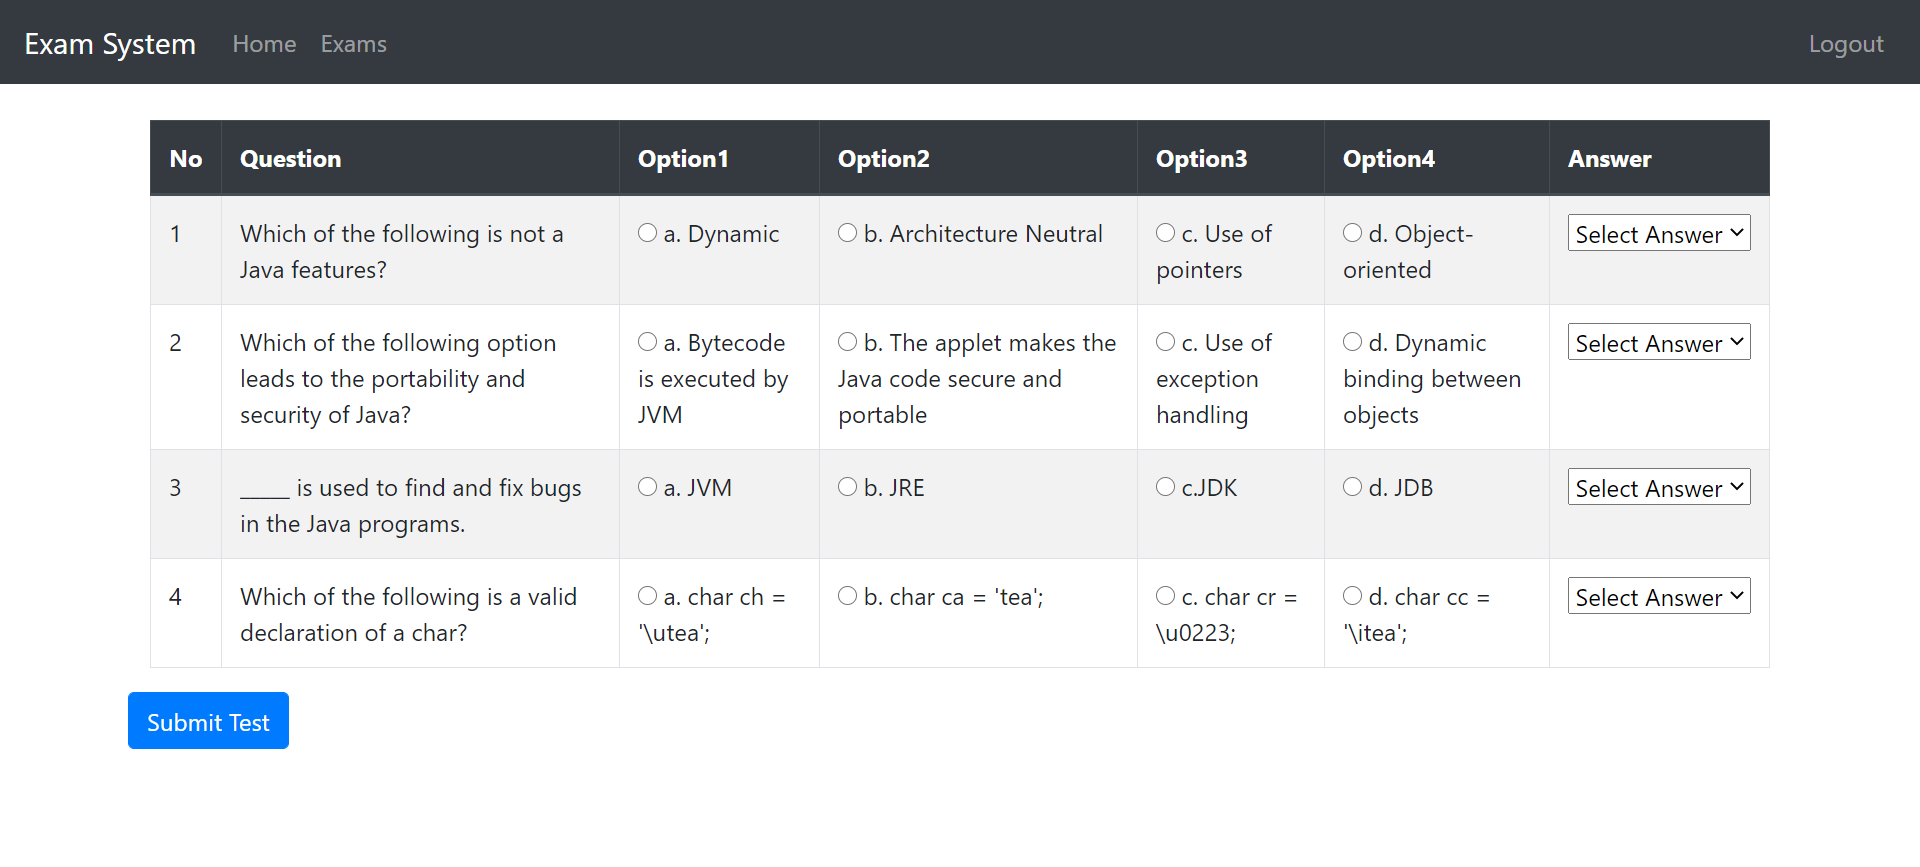 Exam System Home Exams Logout
No Question Option1 Option2 Option3 Option4 Answer
1 Which of the following is not a a. Dynamic b. Architecture Neutral c. Use of d. Object- Select Answer
Java features? pointers oriented
2 Which of the following option a. Bytecode b. The applet makes the c. Use of d. Dynamic Select Answer
leads to the portability and is executed by Java code secure and exception binding between
security of Java? JVM portable handling objects
3 _____ is used to find and fix bugs a. JVM b. JRE c.JDK d. JDB Select Answer
in the Java programs.
4 Which of the following is a valid a. char ch = b. char ca = 'tea'; c. char cr = d. char cc = Select Answer
declaration of a char? '\utea'; \u0223; '\itea';
Submit Test